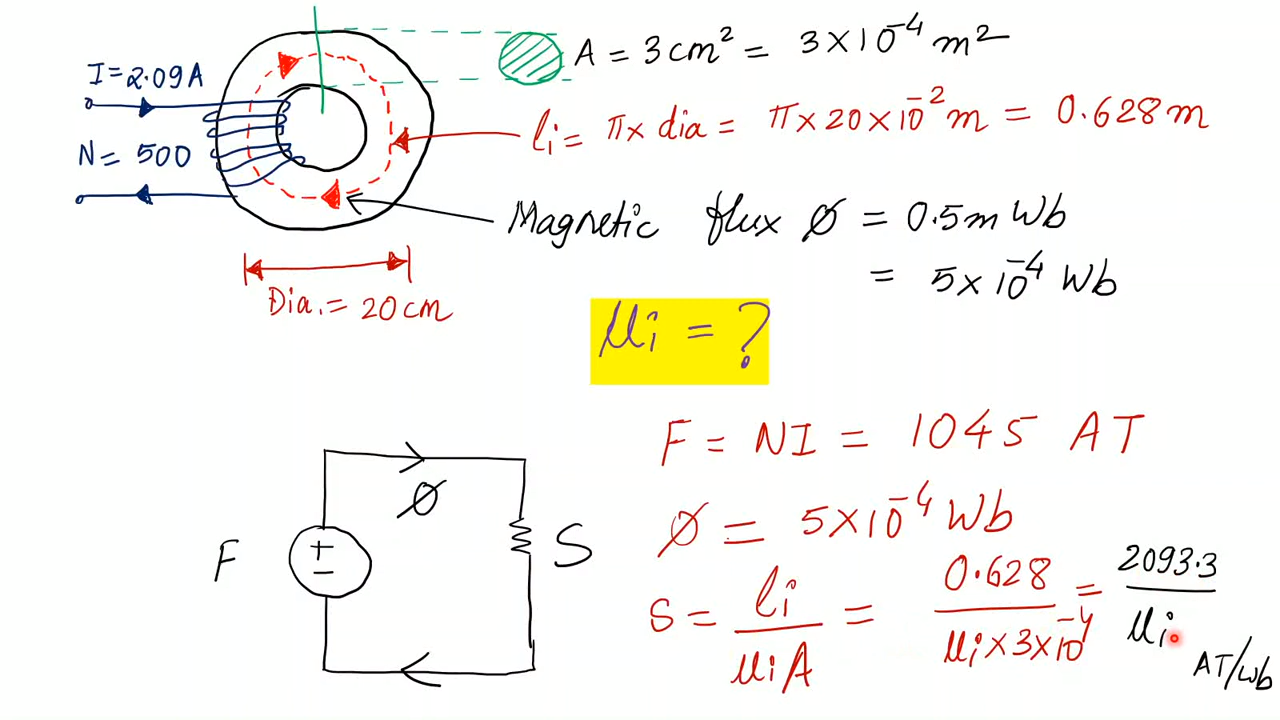 I = 2.09A
N = 500
A = 3 cm² = 3 × 10⁻⁴ m²
li = π × dia = π × 20 × 10⁻² m = 0.628 m
Magnetic flux Ø = 0.5 m Wb
= 5 × 10⁻⁴ Wb
Dia. = 20 cm
μi = ?
F = NI = 1045 AT
Ø = 5 × 10⁻⁴ Wb
S = li / μi A = 0.628 / μi × 3 × 10⁻⁴ = 2093.3 / μi AT/Wb
Ø
F
+
−
S